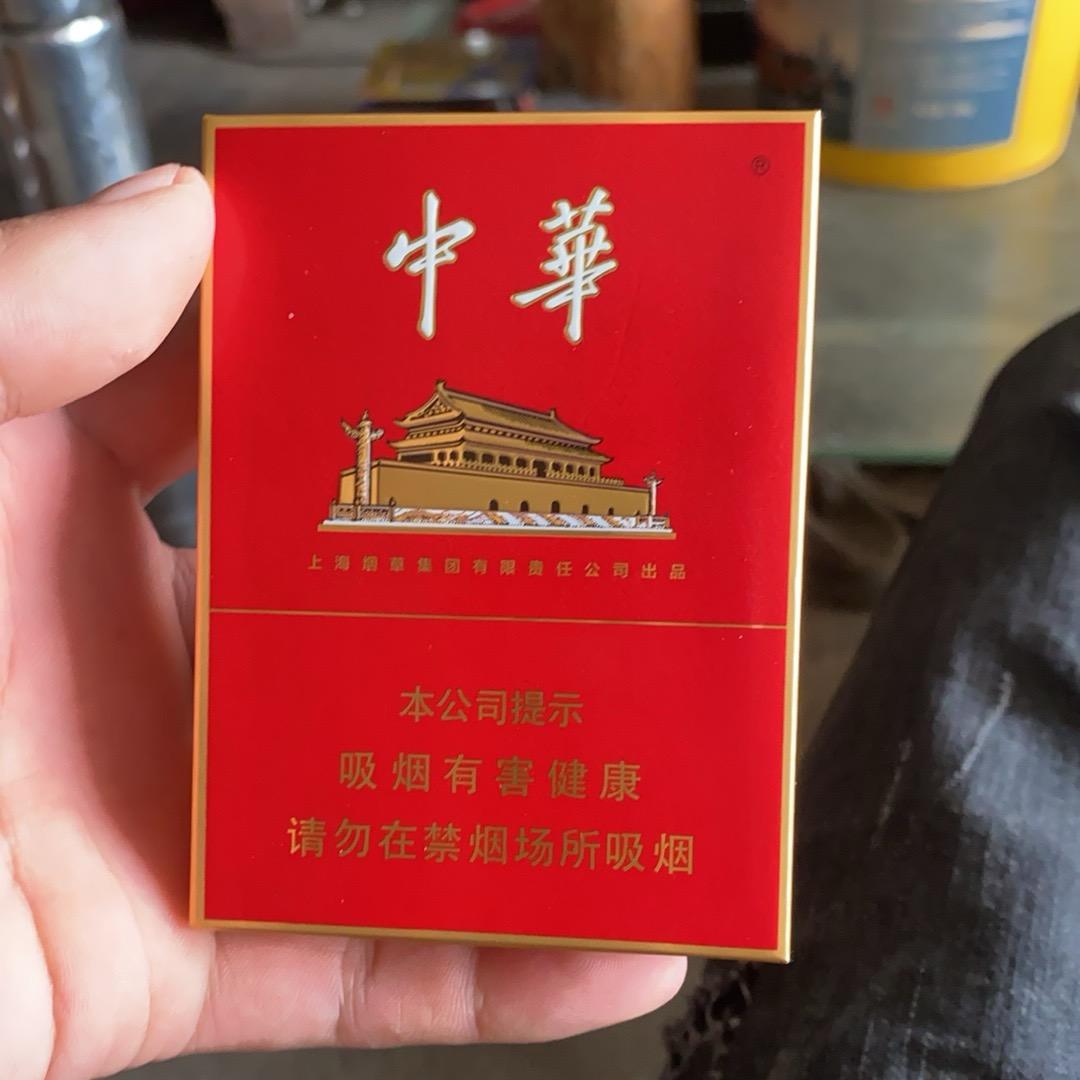 中華
®
上海烟草集团有限责任公司出品
本公司提示
吸烟有害健康
请勿在禁烟场所吸烟